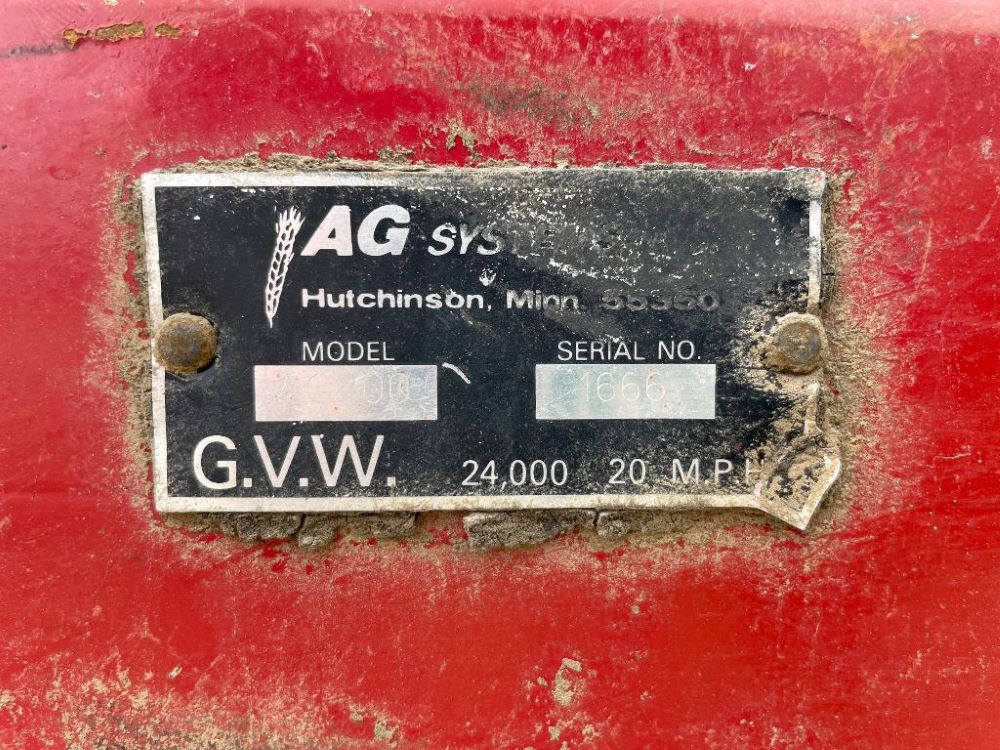 AG
Hutchinson, Minn. 55350
MODEL SERIAL NO.
1666
G.V.W. 24,000 20 M.P.H